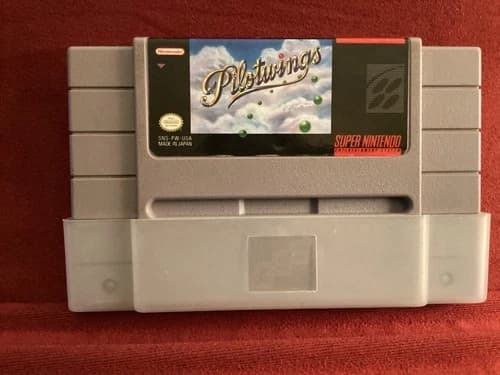 Nintendo
Pilotwings
SNS-PW-USA
MADE IN JAPAN
SUPER NINTENDO